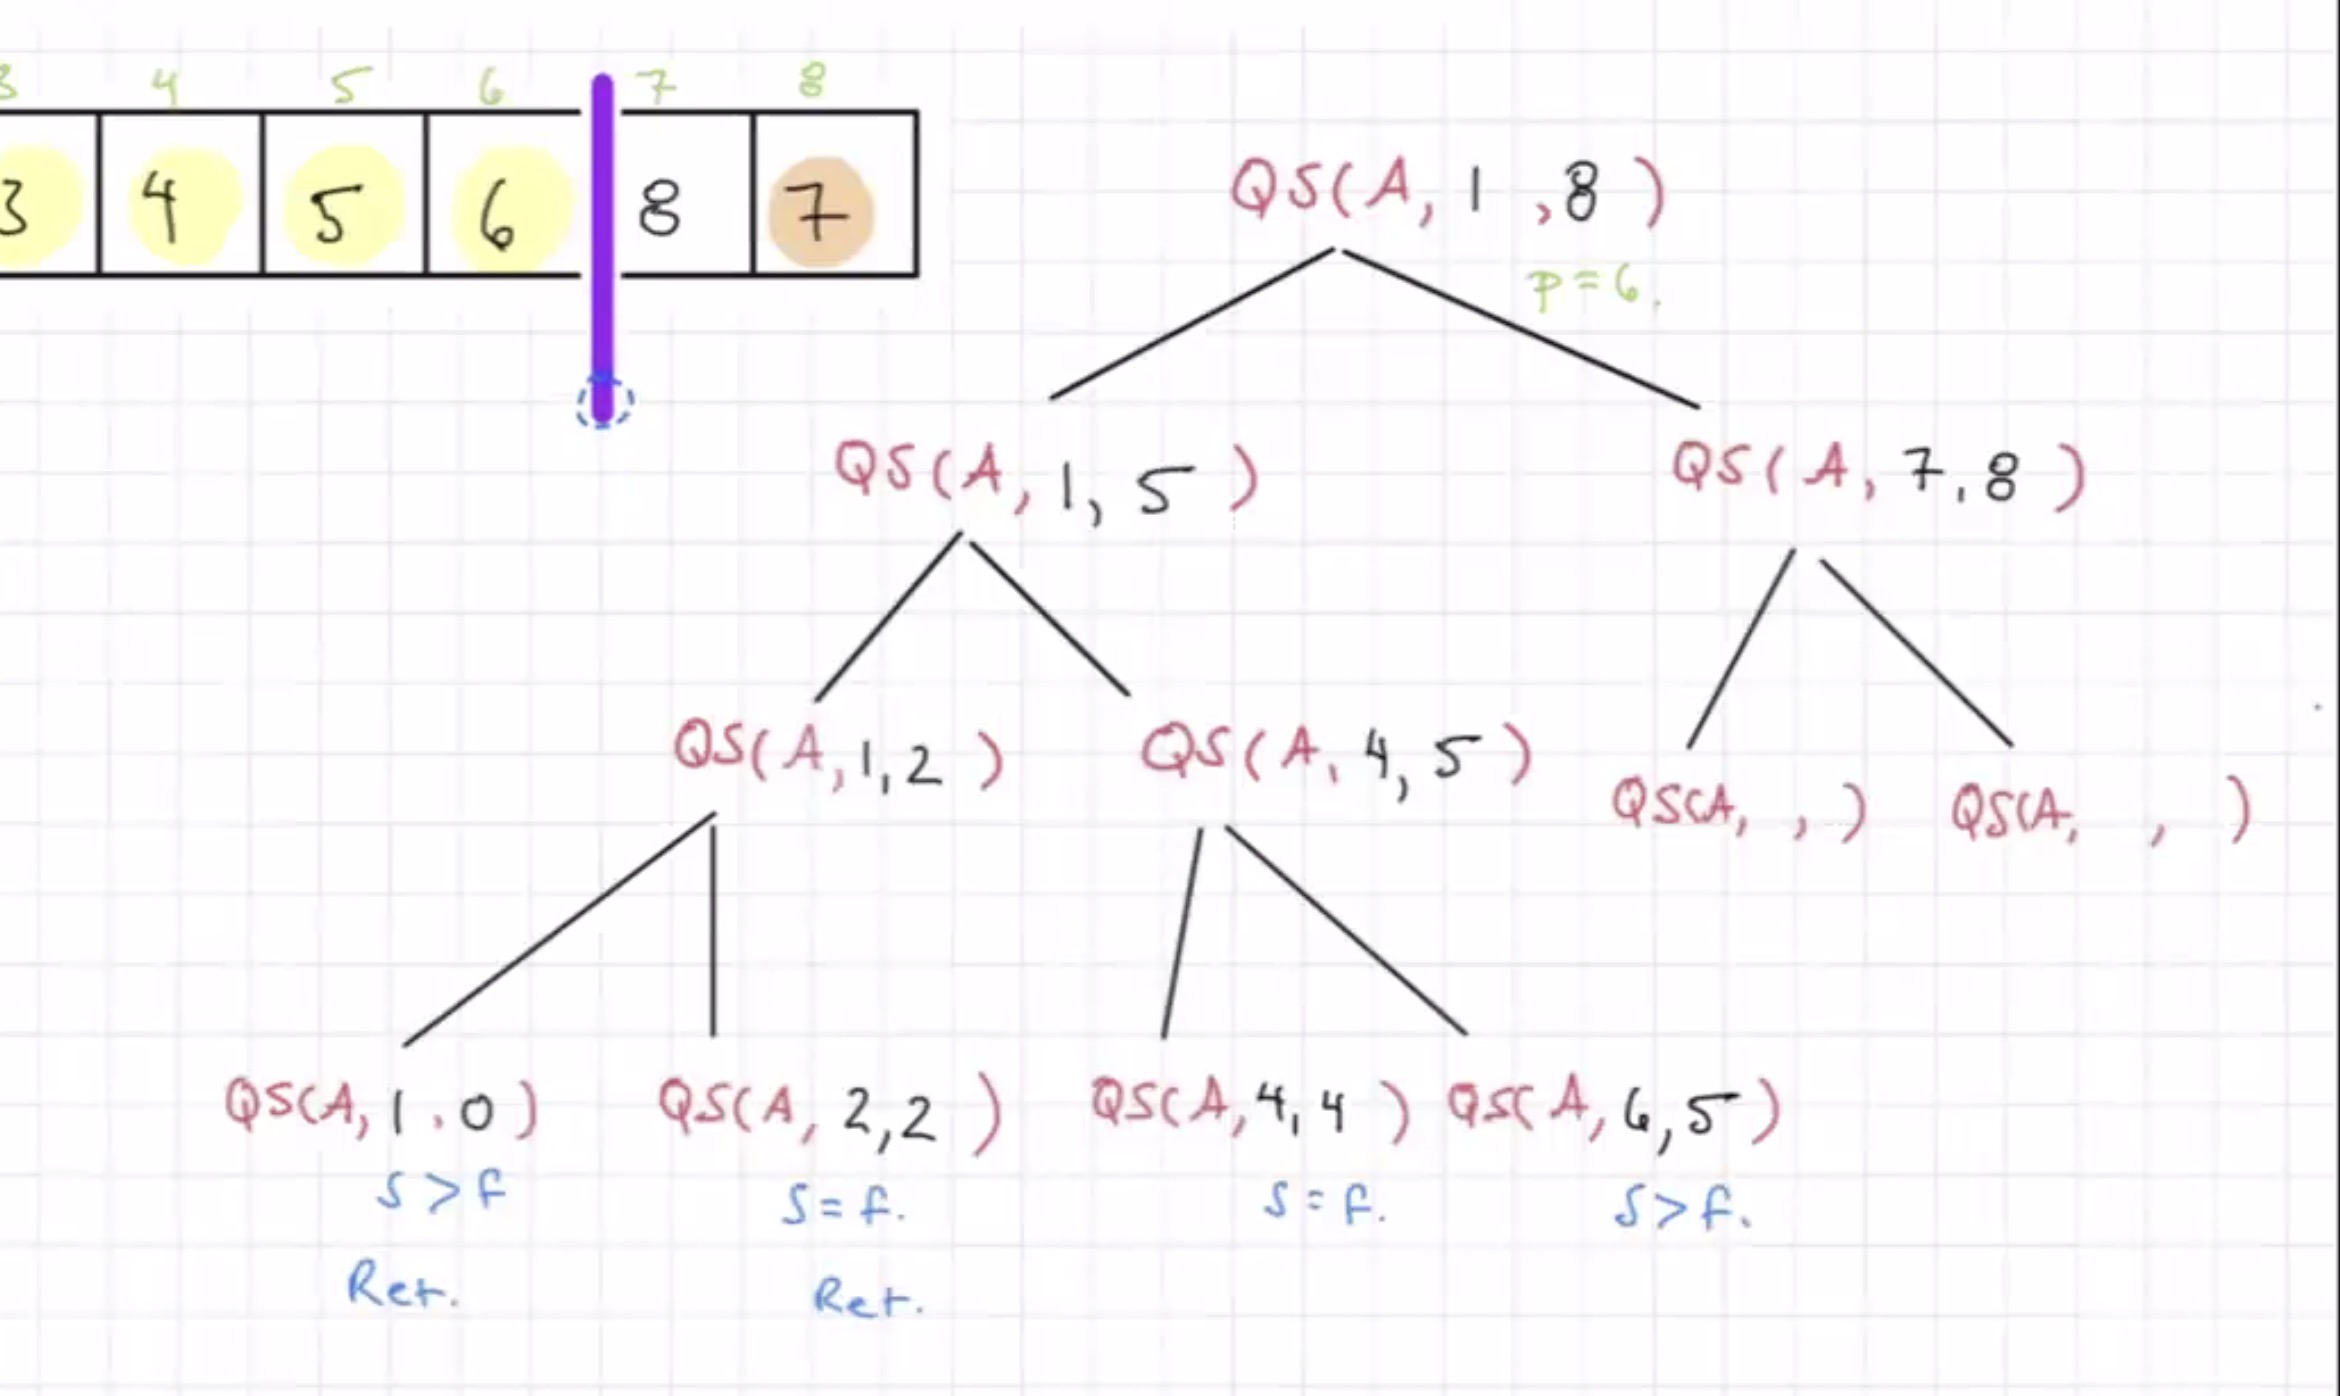 3 4 5 6 7 8
3 4 5 6 8 7
QS(A, 1 ,8 )
p=6.
QS(A, 1, 5 )
QS( A, 7,8 )
QS(A,1,2 )
QS(A, 4,5 )
QS(A, , )
QS(A, , )
QS(A, 1,0 )
QS(A, 2,2 )
QS(A,4,4 )
QS(A,6,5 )
S>f
S=f.
S=f.
S>f.
Ret.
Ret.